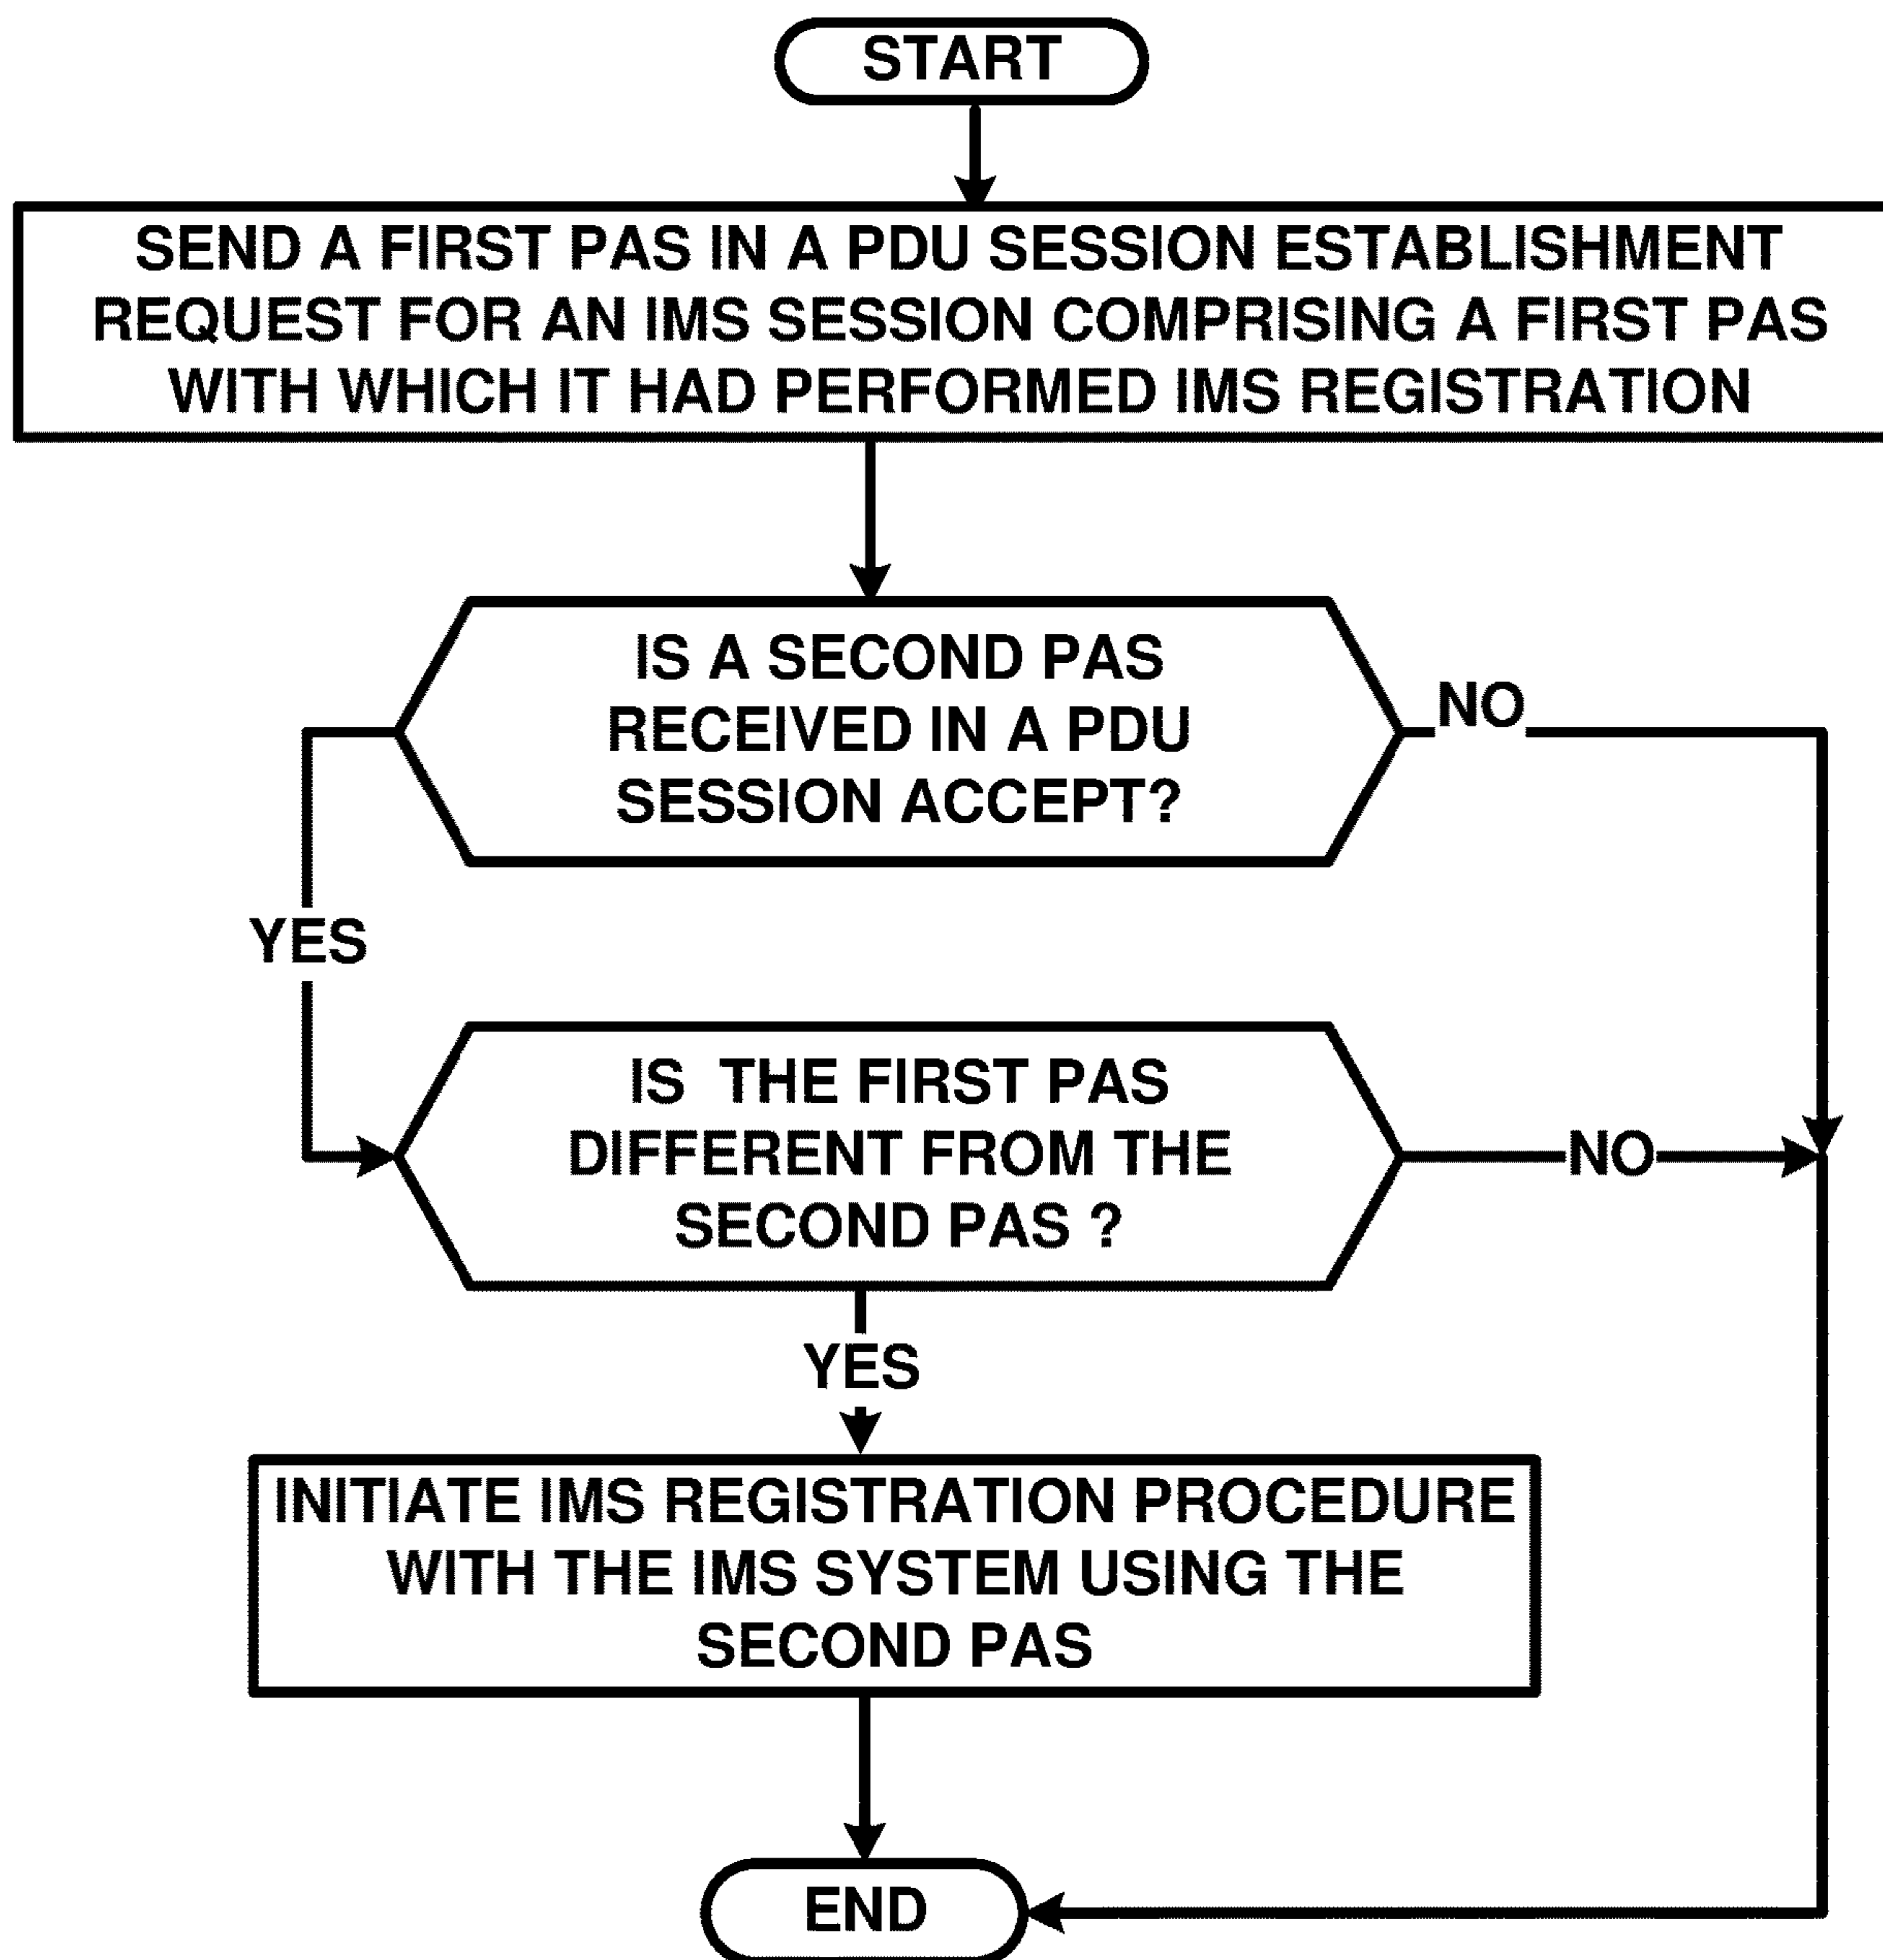 START
SEND A FIRST PAS IN A PDU SESSION ESTABLISHMENT
REQUEST FOR AN IMS SESSION COMPRISING A FIRST PAS
WITH WHICH IT HAD PERFORMED IMS REGISTRATION
IS A SECOND PAS
RECEIVED IN A PDU
SESSION ACCEPT?
NO
YES
IS THE FIRST PAS
DIFFERENT FROM THE
SECOND PAS ?
NO
YES
INITIATE IMS REGISTRATION PROCEDURE
WITH THE IMS SYSTEM USING THE
SECOND PAS
END